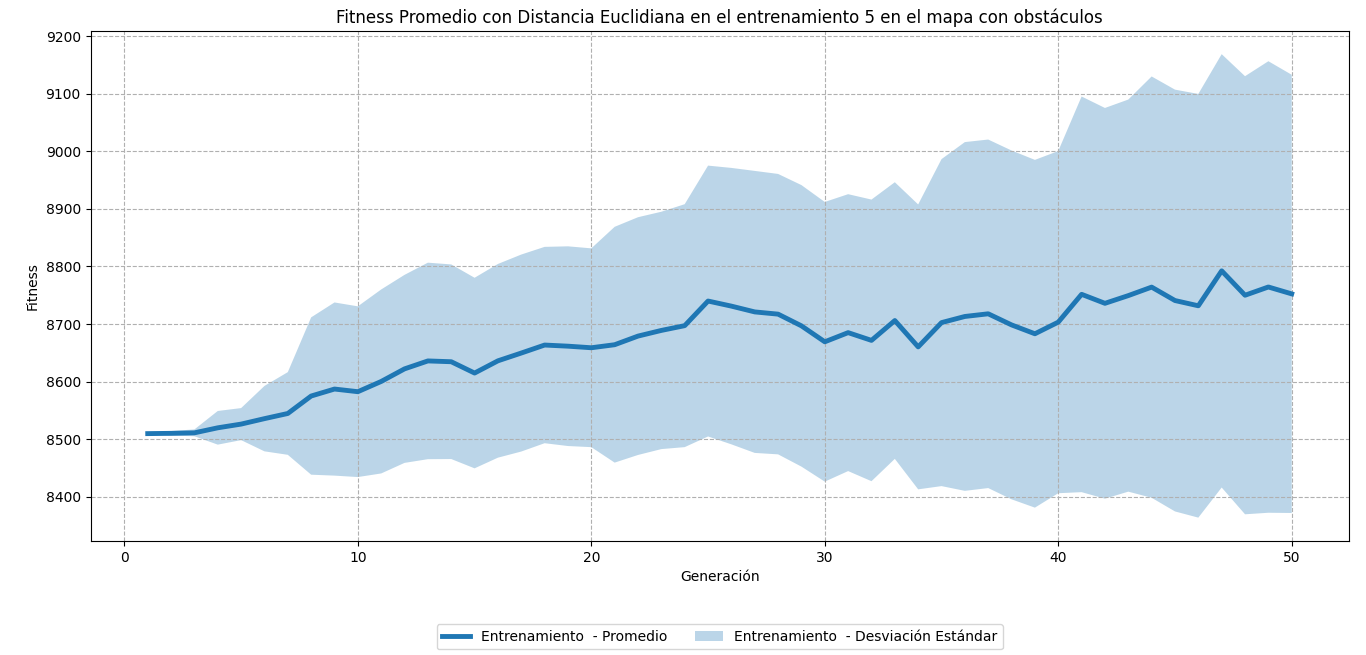 Fitness Promedio con Distancia Euclidiana en el entrenamiento 5 en el mapa con obstáculos
9200
9100
9000
8900
8800
8700
8600
8500
8400
Fitness
0 10 20 30 40 50
Generación
Entrenamiento  - Promedio Entrenamiento  - Desviación Estándar